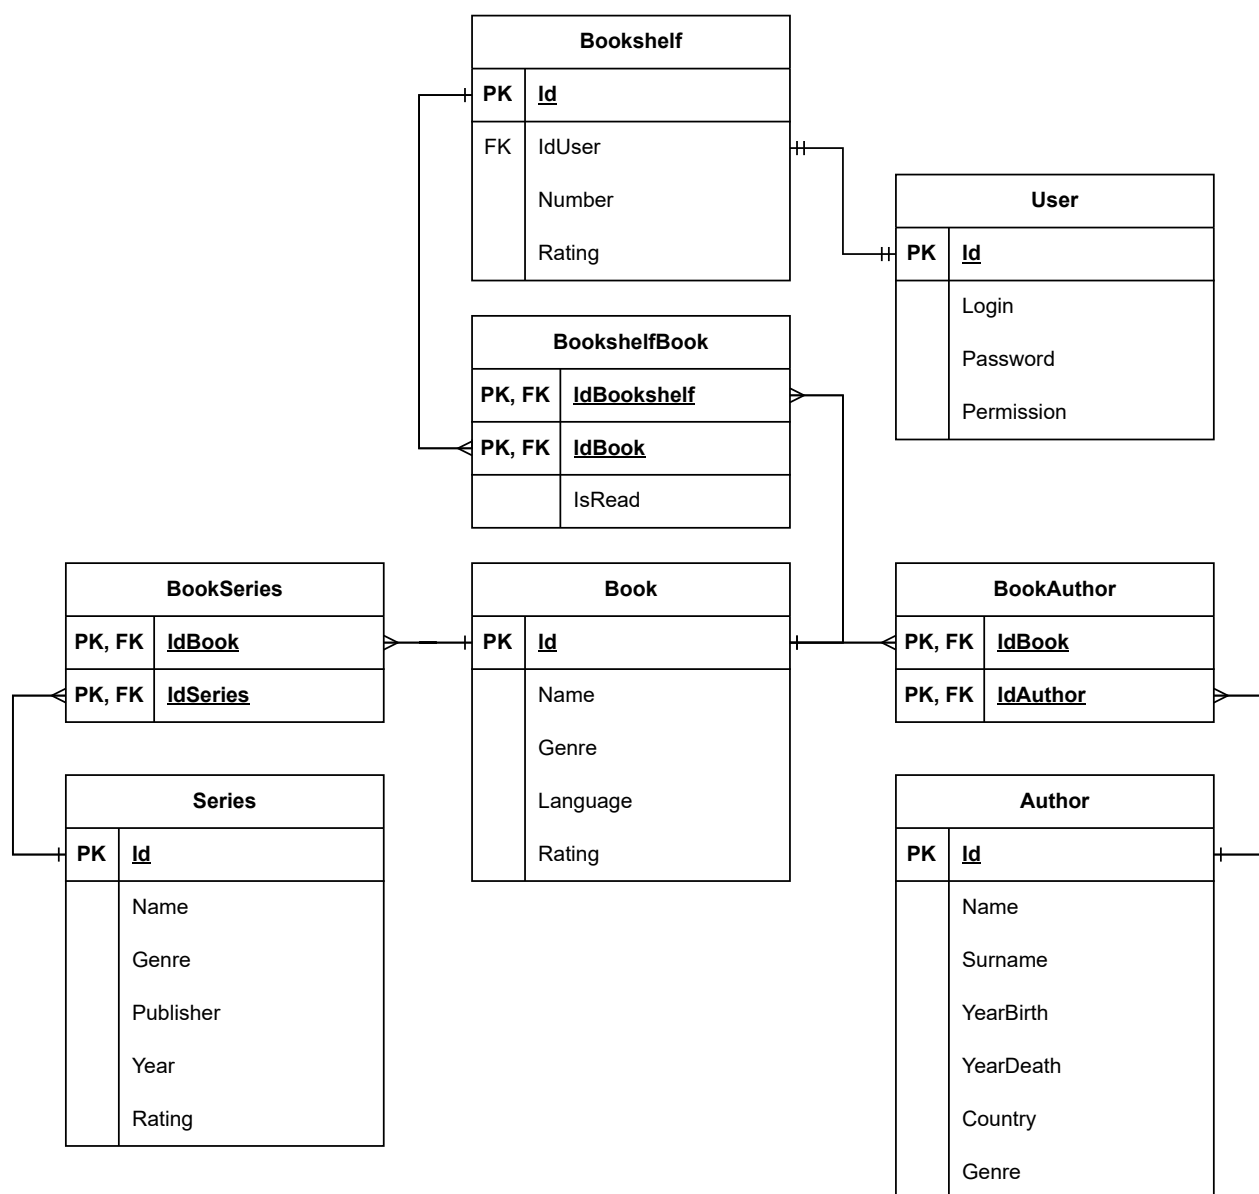 Bookshelf
PK Id
FK IdUser
Number
Rating
User
PK Id
Login
Password
Permission
BookshelfBook
PK, FK IdBookshelf
PK, FK IdBook
IsRead
BookSeries
PK, FK IdBook
PK, FK IdSeries
Book
PK Id
Name
Genre
Language
Rating
BookAuthor
PK, FK IdBook
PK, FK IdAuthor
Series
PK Id
Name
Genre
Publisher
Year
Rating
Author
PK Id
Name
Surname
YearBirth
YearDeath
Country
Genre